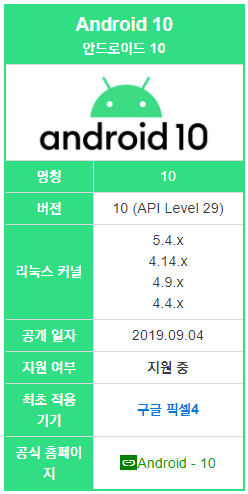 Android 10
안드로이드 10
android 10
명칭 10
버전 10 (API Level 29)
리눅스 커널
5.4.x
4.14.x
4.9.x
4.4.x
공개 일자 2019.09.04
지원 여부 지원 중
최초 적용
기기
구글 픽셀4
공식 홈페이
지
Android - 10